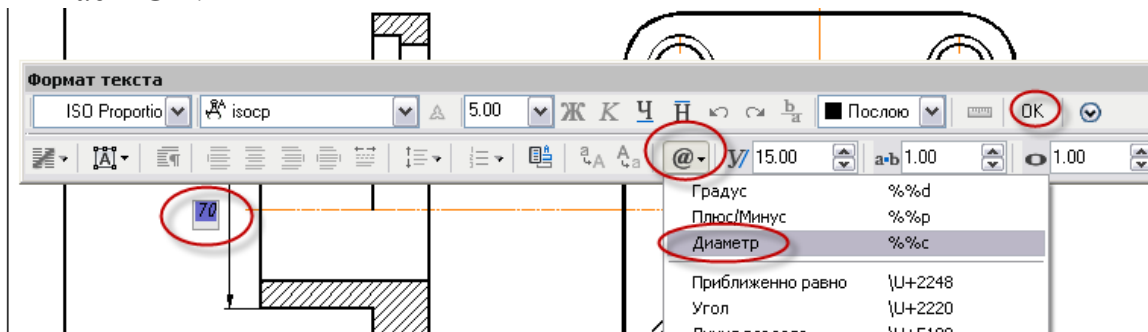 Формат текста
ISO Proportio isocp 5.00 Ж К Ч Н b/a Послою OK
@ У/ 15.00 a•b 1.00 1.00
70
Градус %%d
Плюс/Минус %%p
Диаметр %%c
Приближенно равно \U+2248
Угол \U+2220